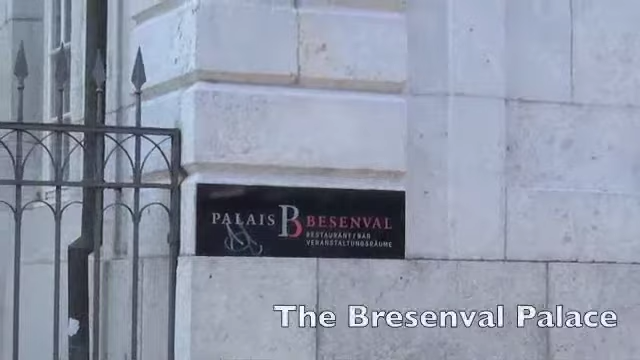 PALAIS B BESENVAL
RESTAURANT/BAR
VERANSTALTUNGSRÄUME
The Bresenval Palace